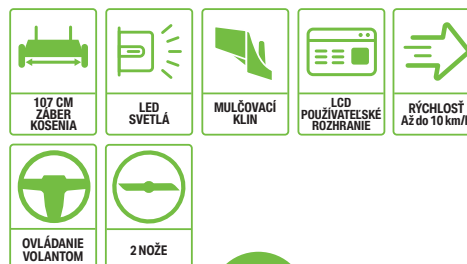 107 CM
ZÁBER
KOSENIA
LED
SVETLÁ
MULČOVACÍ
KLIN
LCD
POUŽÍVATEĽSKÉ
ROZHRANIE
RÝCHLOSŤ
Až do 10 km/h
OVLÁDANIE
VOLANTOM
2 NOŽE